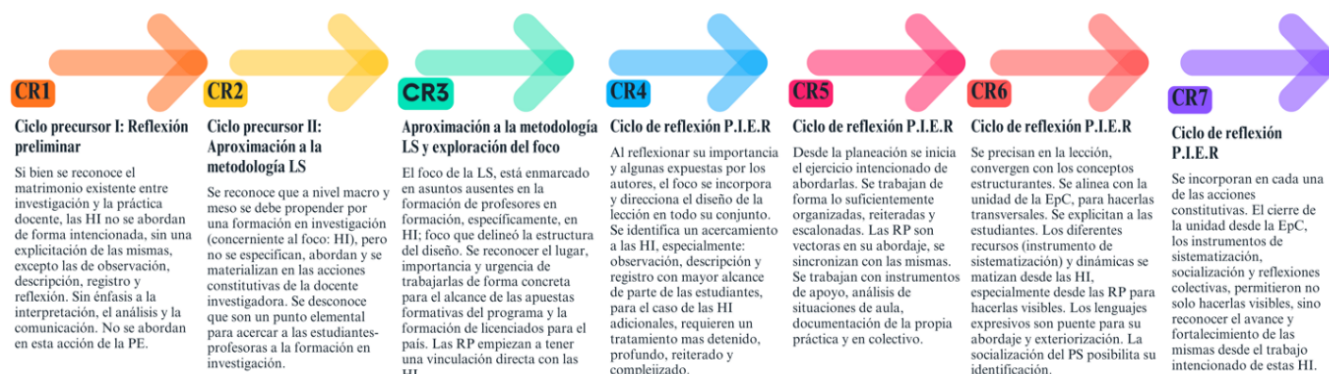 CR1
Ciclo precursor I: Reflexión
preliminar
Si bien se reconoce el
matrimonio existente entre
investigación y la práctica
docente, las HI no se abordan
de forma intencionada, sin una
explicitación de las mismas,
excepto las de observación,
descripción, registro y
reflexión. Sin énfasis a la
interpretación, el análisis y la
comunicación. No se abordan
en esta acción de la PE.
CR2
Ciclo precursor II:
Aproximación a la
metodología LS
Se reconoce que a nivel macro y
meso se debe propender por
una formación en investigación
(concerniente al foco: HI), pero
no se especifican, abordan y se
materializan en las acciones
constitutivas de la docente
investigadora. Se desconoce
que son un punto elemental
para acercar a las estudiantes-
profesoras a la formación en
investigación.
CR3
Aproximación a la metodología
LS y exploración del foco
El foco de la LS, está enmarcado
en asuntos ausentes en la
formación de profesores en
formación, específicamente, en
HI; foco que delineó la estructura
del diseño. Se reconocer el lugar,
importancia y urgencia de
trabajarlas de forma concreta
para el alcance de las apuestas
formativas del programa y la
formación de licenciados para el
país. Las RP empiezan a tener
una vinculación directa con las
HI.
CR4
Ciclo de reflexión P.I.E.R
Al reflexionar su importancia
y algunas expuestas por los
autores, el foco se incorpora
y direcciona el diseño de la
lección en todo su conjunto.
Se identifica un acercamiento
a las HI, especialmente:
observación, descripción y
registro con mayor alcance
de parte de las estudiantes,
para el caso de las HI
adicionales, requieren un
tratamiento mas detenido,
profundo, reiterado y
complejizado.
CR5
Ciclo de reflexión P.I.E.R
Desde la planeación se inicia
el ejercicio intencionado de
abordarlas. Se trabajan de
forma lo suficientemente
organizadas, reiteradas y
escalonadas. Las RP son
vectoras en su abordaje, se
sincronizan con las mismas.
Se trabajan con instrumentos
de apoyo, análisis de
situaciones de aula,
documentación de la propia
práctica y en colectivo.
CR6
Ciclo de reflexión P.I.E.R
Se precisan en la lección,
convergen con los conceptos
estructurantes. Se alinea con la
unidad de la EpC, para hacerlas
transversales. Se explicitan a las
estudiantes. Los diferentes
recursos (instrumento de
sistematización) y dinámicas se
matizan desde las HI,
especialmente desde las RP para
hacerlas visibles. Los lenguajes
expresivos son puente para su
abordaje y exteriorización. La
socialización del PS posibilita su
identificación.
CR7
Ciclo de reflexión
P.I.E.R
Se incorporan en cada una
de las acciones
constitutivas. El cierre de
la unidad desde la EpC,
los instrumentos de
sistematización,
socialización y reflexiones
colectivas, permitieron no
solo hacerlas visibles, sino
reconocer el avance y
fortalecimiento de las
mismas desde el trabajo
intencionado de estas HI.